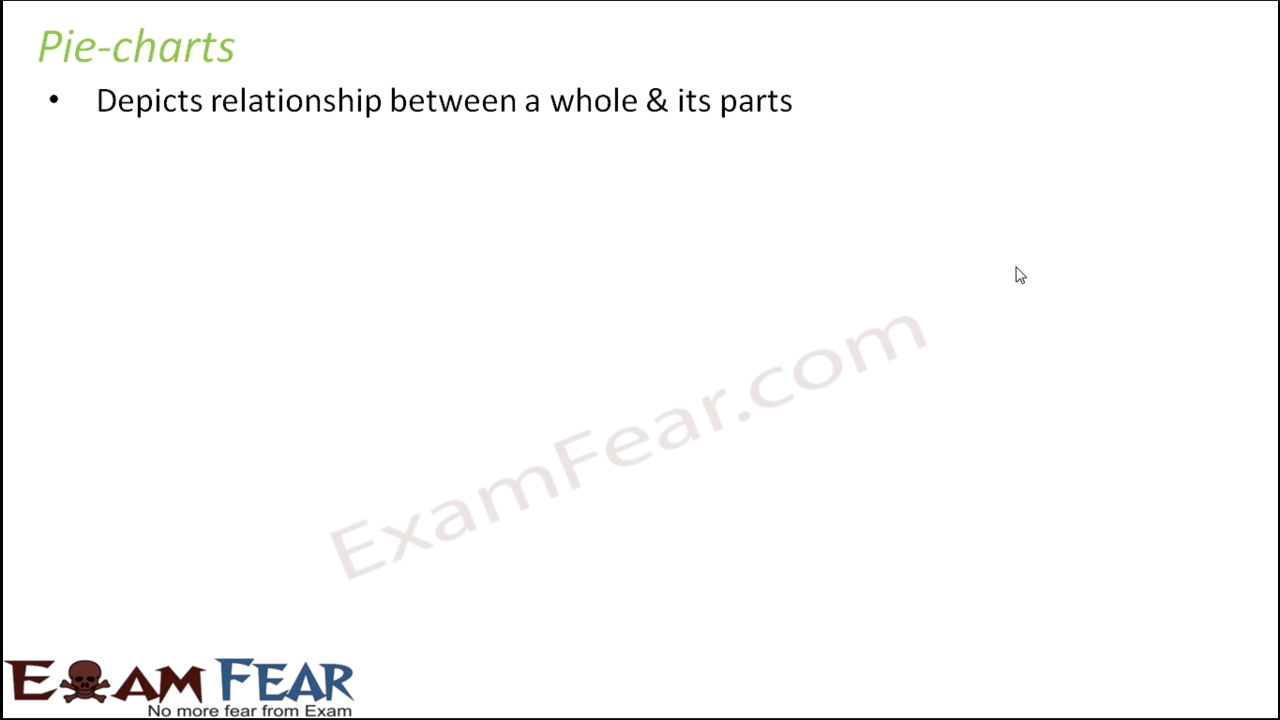 Pie-charts
• Depicts relationship between a whole & its parts
ExamFear.com
EXAM FEAR
No more fear from Exam